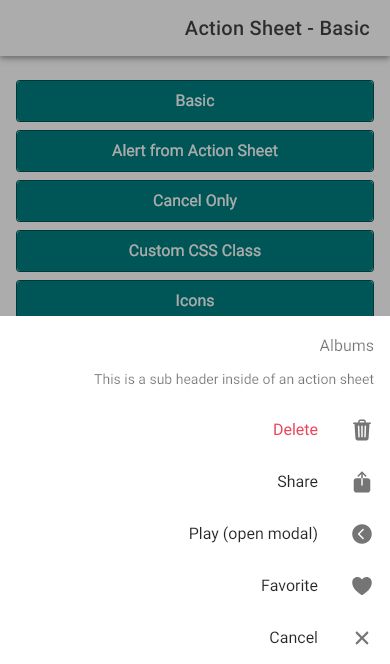 Action Sheet - Basic
Basic
Alert from Action Sheet
Cancel Only
Custom CSS Class
Icons
Albums
This is a sub header inside of an action sheet
Delete
Share
Play (open modal)
Favorite
Cancel